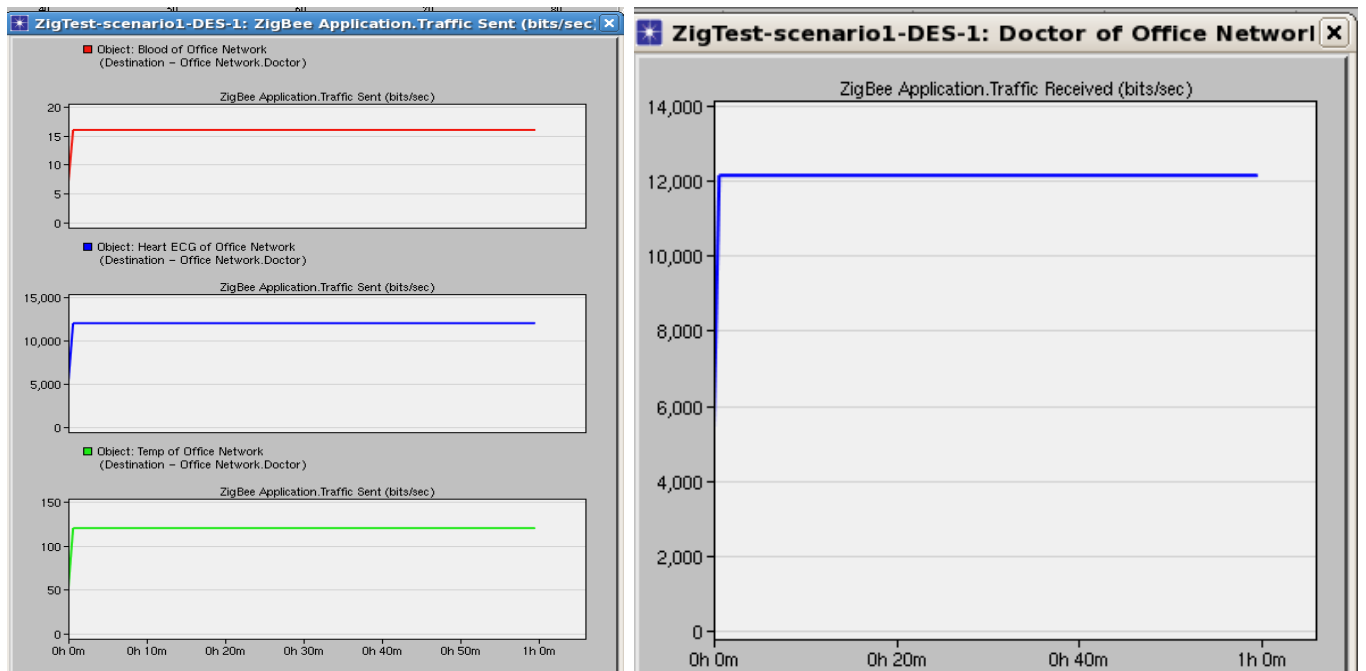 40 50 60 70 80
ZigTest-scenario1-DES-1: ZigBee Application.Traffic Sent (bits/sec)
Object: Blood of Office Network
(Destination - Office Network.Doctor)
ZigBee Application.Traffic Sent (bits/sec)
20
15
10
5
0
Object: Heart ECG of Office Network
(Destination - Office Network.Doctor)
ZigBee Application.Traffic Sent (bits/sec)
15,000
10,000
5,000
0
Object: Temp of Office Network
(Destination - Office Network.Doctor)
ZigBee Application.Traffic Sent (bits/sec)
150
100
50
0
0h 0m 0h 10m 0h 20m 0h 30m 0h 40m 0h 50m 1h 0m
ZigTest-scenario1-DES-1: Doctor of Office Networl
ZigBee Application.Traffic Received (bits/sec)
14,000
12,000
10,000
8,000
6,000
4,000
2,000
0
0h 0m 0h 20m 0h 40m 1h 0m